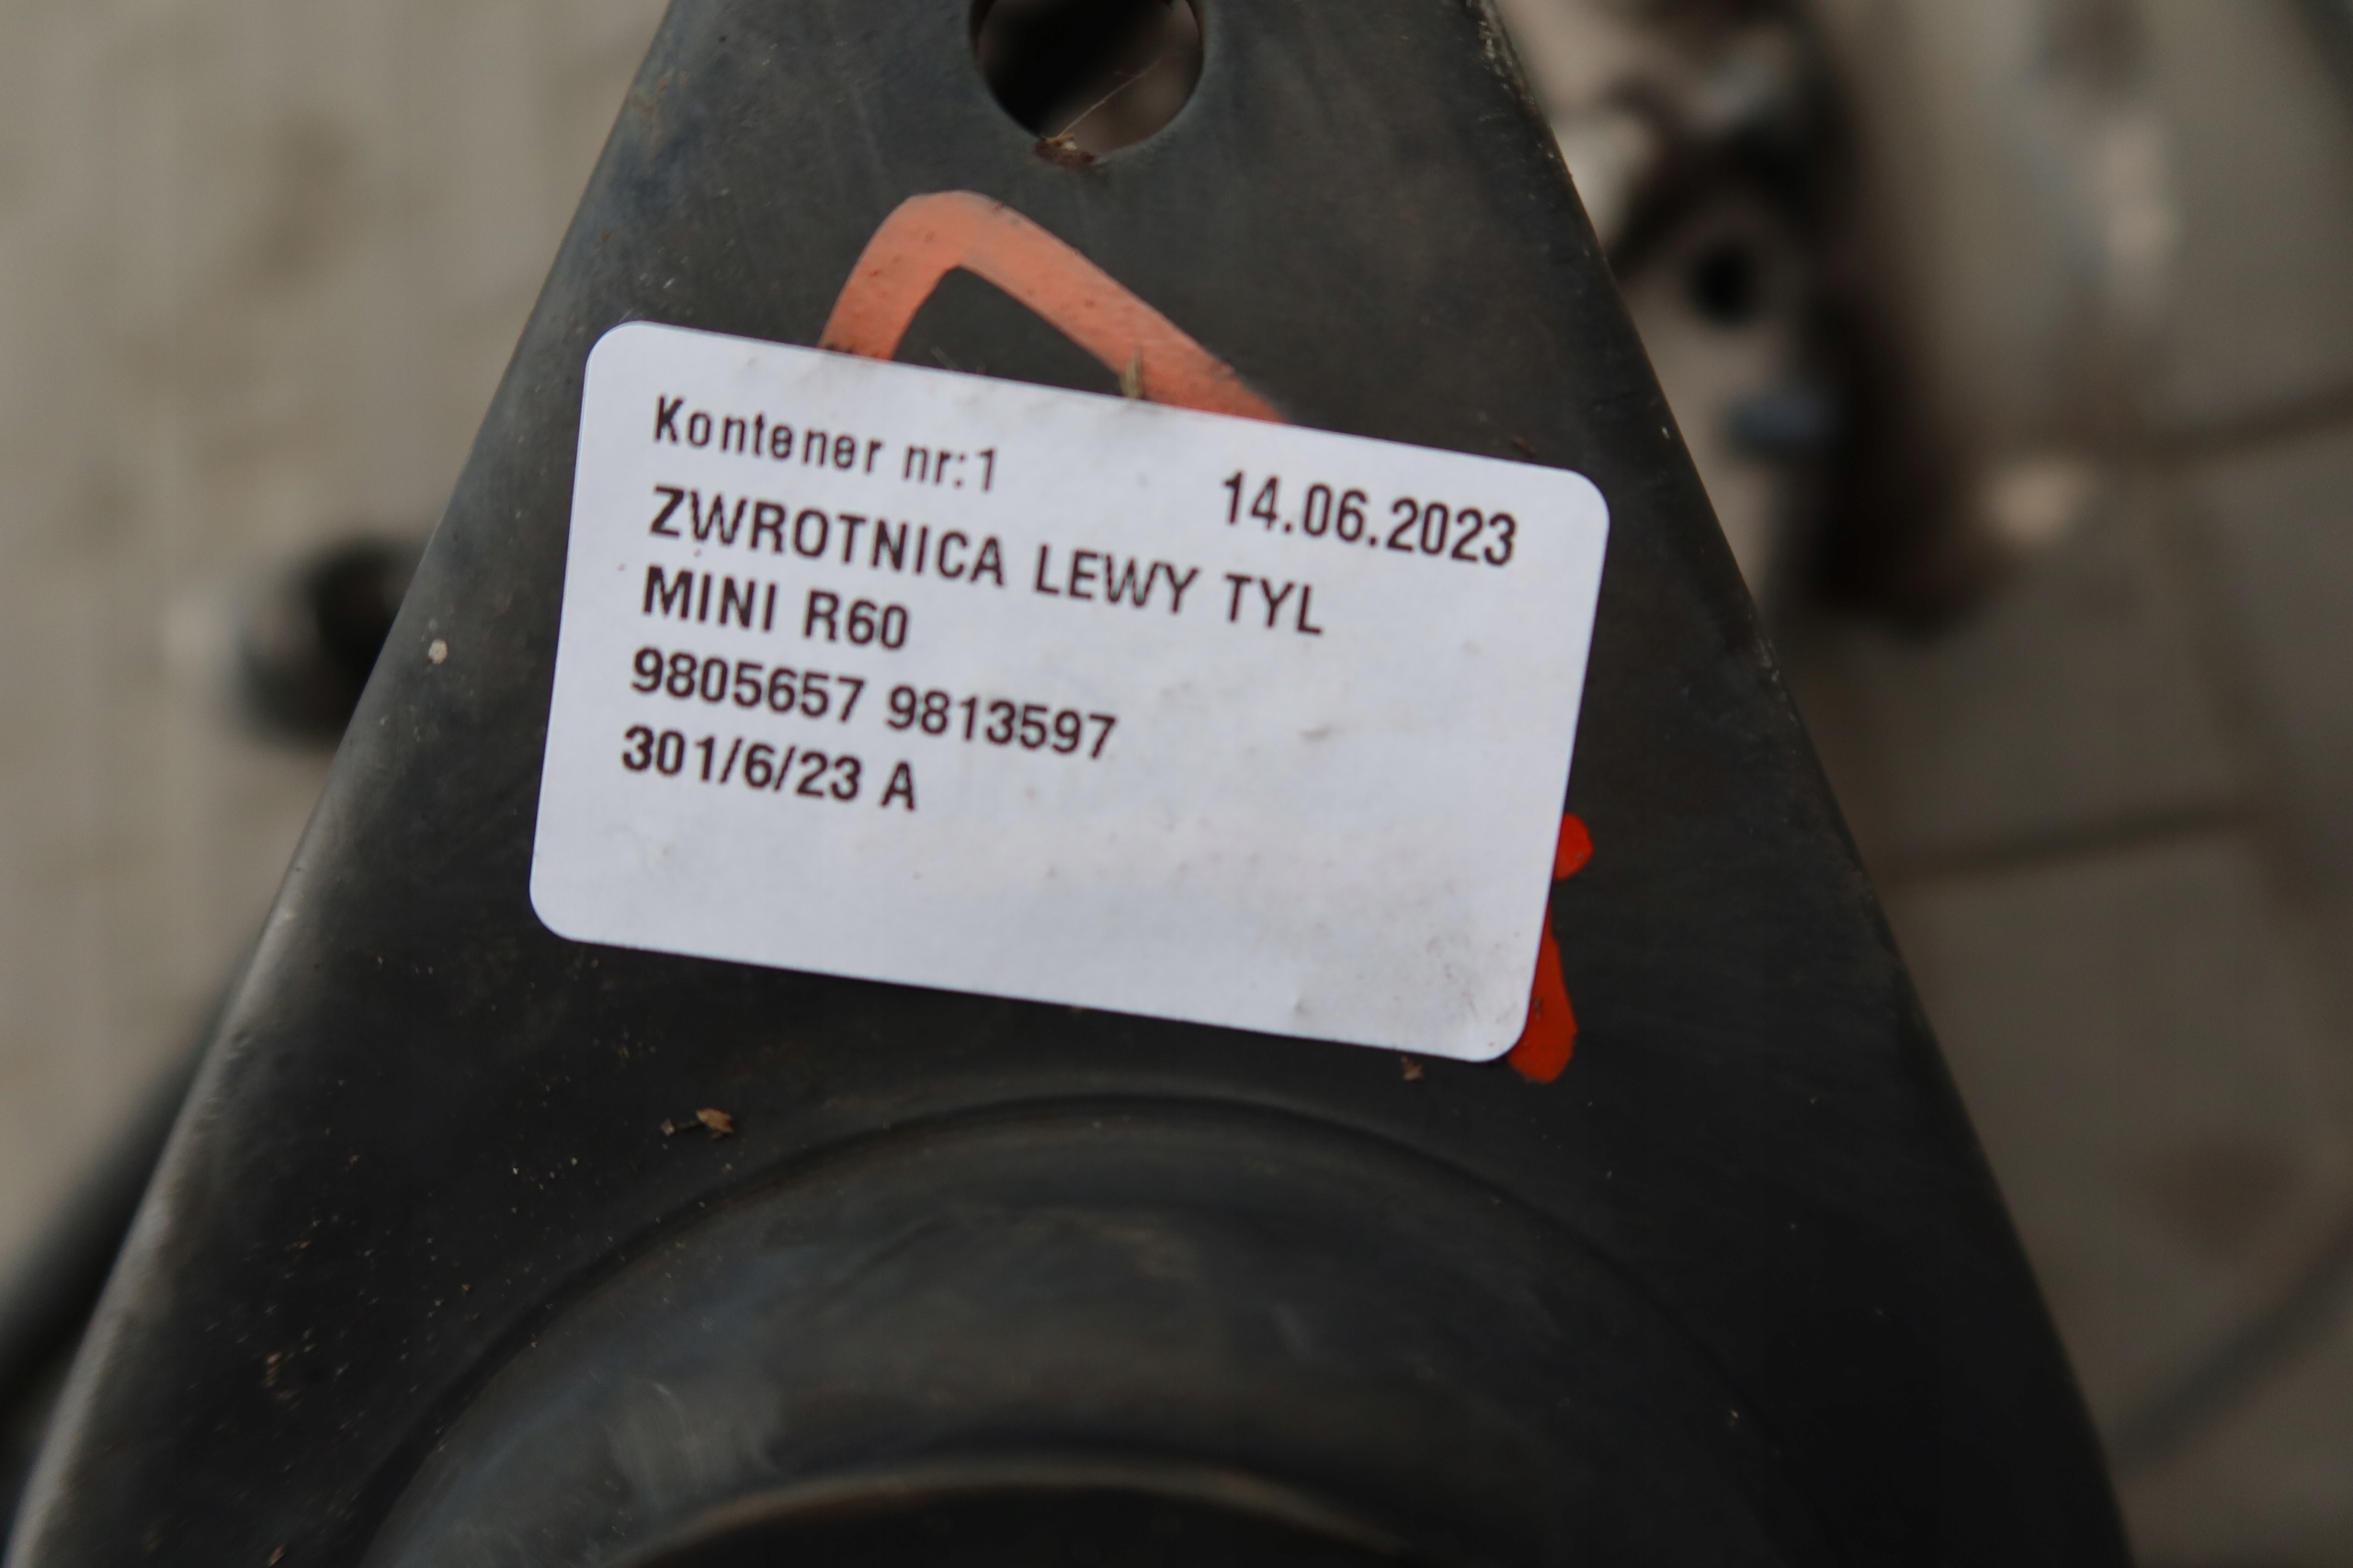 Kontener nr:1
14.06.2023
ZWROTNICA LEWY TYL
MINI R60
9805657 9813597
301/6/23 A